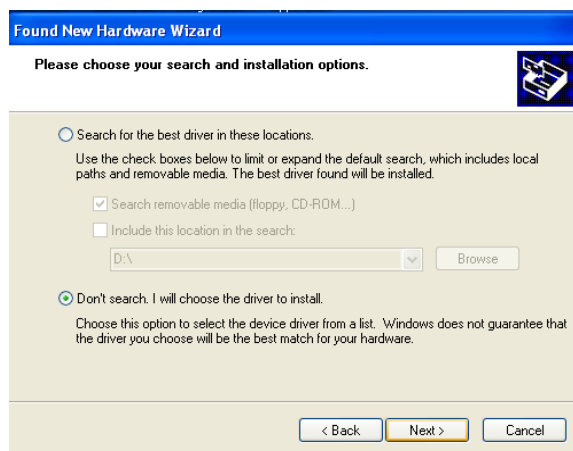 Found New Hardware Wizard
Please choose your search and installation options.
Search for the best driver in these locations.
Use the check boxes below to limit or expand the default search, which includes local
paths and removable media. The best driver found will be installed.
Search removable media (floppy, CD-ROM...)
Include this location in the search:
D:\
Browse
Don't search. I will choose the driver to install.
Choose this option to select the device driver from a list. Windows does not guarantee that
the driver you choose will be the best match for your hardware.
< Back Next > Cancel